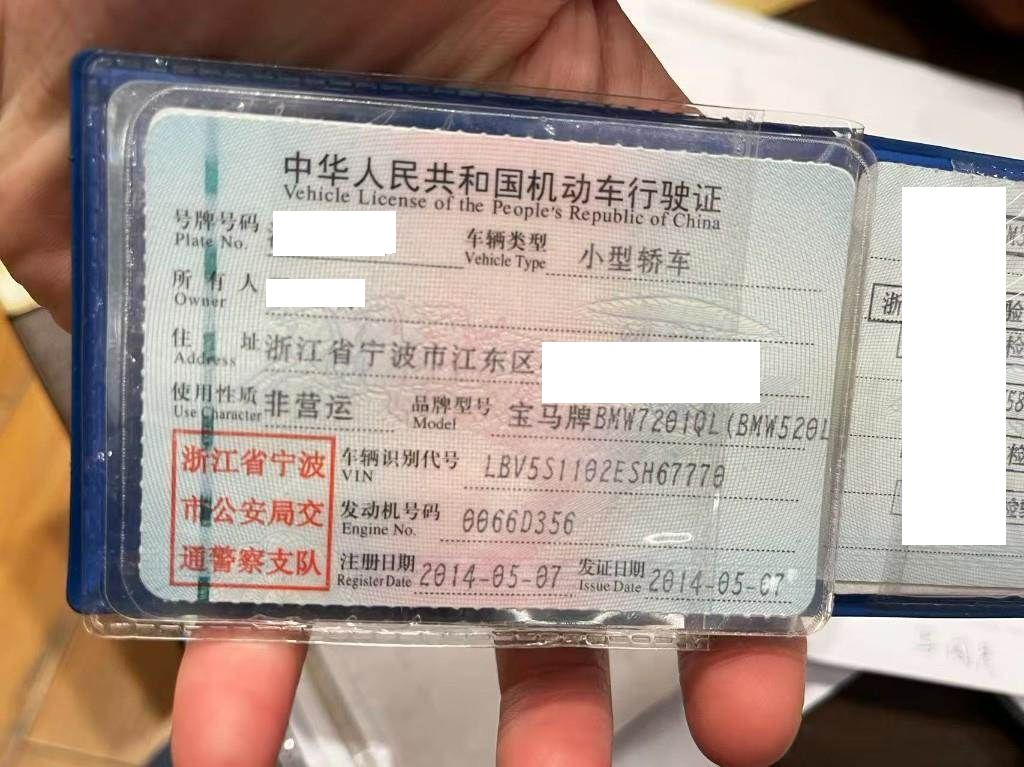 中华人民共和国机动车行驶证
Vehicle License of the People's Republic of China
号牌号码
Plate No.
车辆类型 小型轿车
Vehicle Type
所有人
Owner
住址 浙江省宁波市江东区
Address
使用性质 非营运
Use Character
品牌型号 宝马牌BMW7201QL(BMW520L
Model
浙江省宁波
市公安局交
通警察支队
车辆识别代号 LBV5S1102ESH67770
VIN
发动机号码 0066D356
Engine No.
注册日期 2014-05-07
Register Date
发证日期 2014-05-07
Issue Date
浙
验
检
58
检